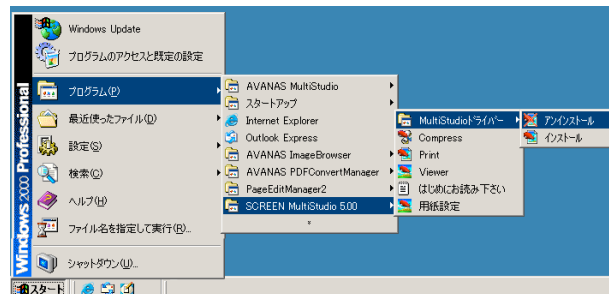 Windows 2000 Professional
Windows Update
プログラムのアクセスと既定の設定
プログラム(P)
最近使ったファイル(D)
設定(S)
検索(C)
ヘルプ(H)
ファイル名を指定して実行(R)...
シャットダウン(U)...
スタート
AVANAS MultiStudio
スタートアップ
Internet Explorer
Outlook Express
AVANAS ImageBrowser
AVANAS PDFConvertManager
PageEditManager2
SCREEN MultiStudio 5.00
MultiStudioドライバー
Compress
Print
Viewer
はじめにお読み下さい
用紙設定
アンインストール
インストール